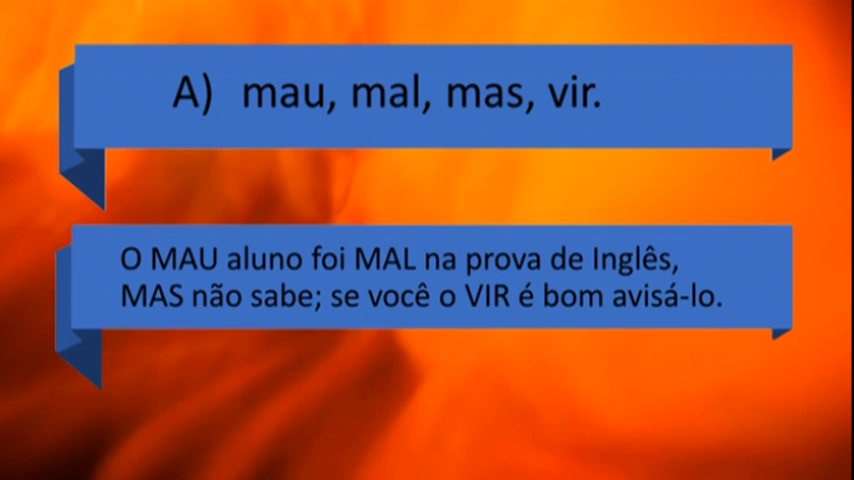 A) mau, mal, mas, vir.
O MAU aluno foi MAL na prova de Inglês,
MAS não sabe; se você o VIR é bom avisá-lo.